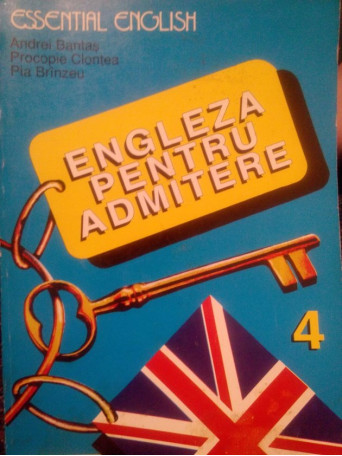 ESSENTIAL ENGLISH
Andrei Bantaș
Procopie Clonțea
Pia Brînzeu
ENGLEZA
PENTRU
ADMITERE
4